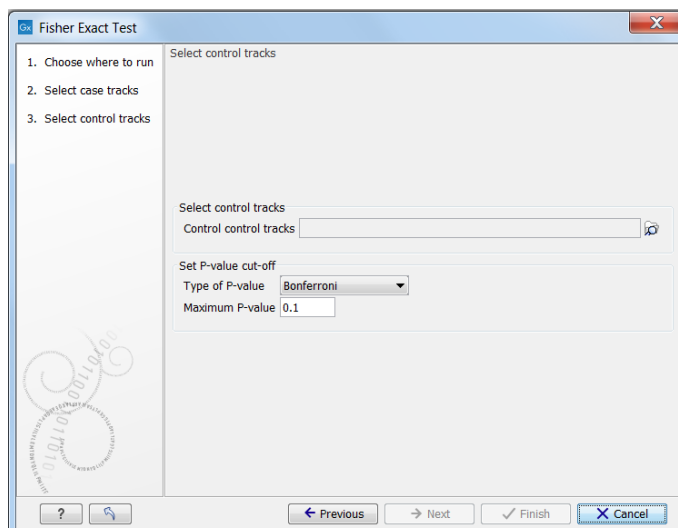 Gx Fisher Exact Test
1. Choose where to run
2. Select case tracks
3. Select control tracks
Select control tracks
Select control tracks
Control control tracks
Set P-value cut-off
Type of P-value Bonferroni
Maximum P-value 0.1
? Previous Next Finish Cancel